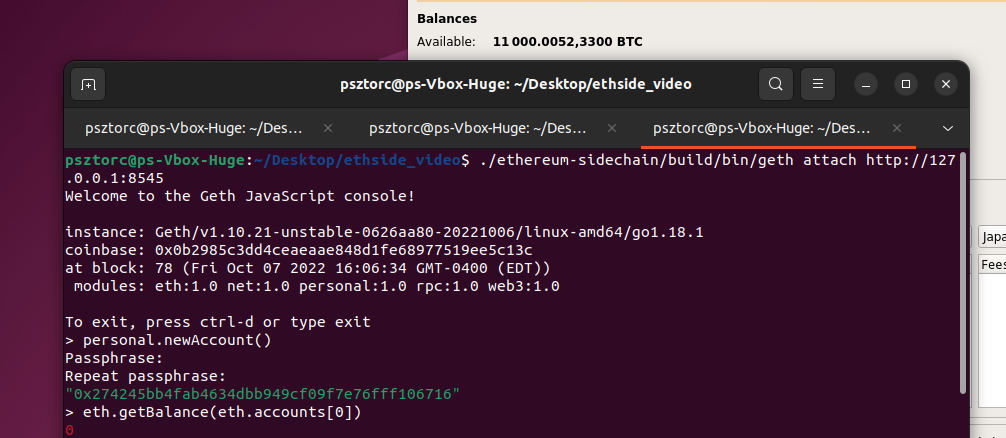 Balances
Available: 11 000.0052,3300 BTC
psztorc@ps-Vbox-Huge: ~/Desktop/ethside_video
psztorc@ps-Vbox-Huge: ~/Des...
psztorc@ps-Vbox-Huge: ~/Des...
psztorc@ps-Vbox-Huge: ~/Des...
psztorc@ps-Vbox-Huge:~/Desktop/ethside_video$ ./ethereum-sidechain/build/bin/geth attach http://127
.0.0.1:8545
Welcome to the Geth JavaScript console!
instance: Geth/v1.10.21-unstable-0626aa80-20221006/linux-amd64/go1.18.1
coinbase: 0x0b2985c3dd4ceaeaae848d1fe68977519ee5c13c
at block: 78 (Fri Oct 07 2022 16:06:34 GMT-0400 (EDT))
modules: eth:1.0 net:1.0 personal:1.0 rpc:1.0 web3:1.0
To exit, press ctrl-d or type exit
> personal.newAccount()
Passphrase:
Repeat passphrase:
"0x274245bb4fab4634dbb949cf09f7e76fff106716"
> eth.getBalance(eth.accounts[0])
0
Japa
Fees